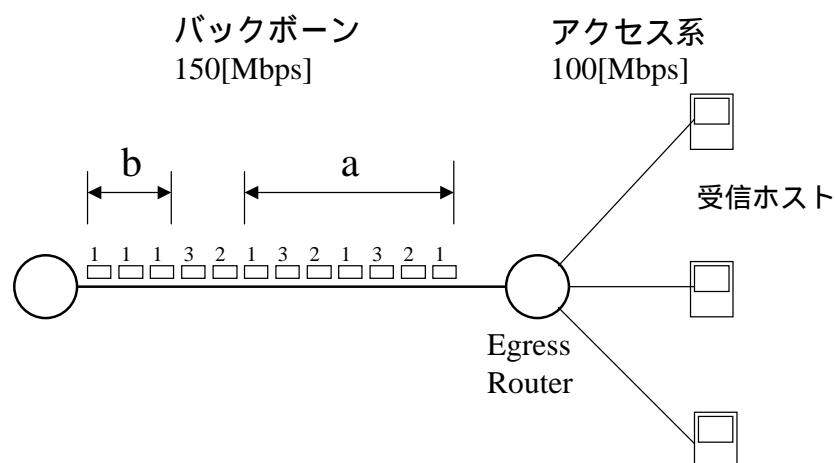 バックボーン
150[Mbps]
アクセス系
100[Mbps]
b
a
受信ホスト
1 1 1 3 2 1 3 2 1 3 2 1
Egress
Router